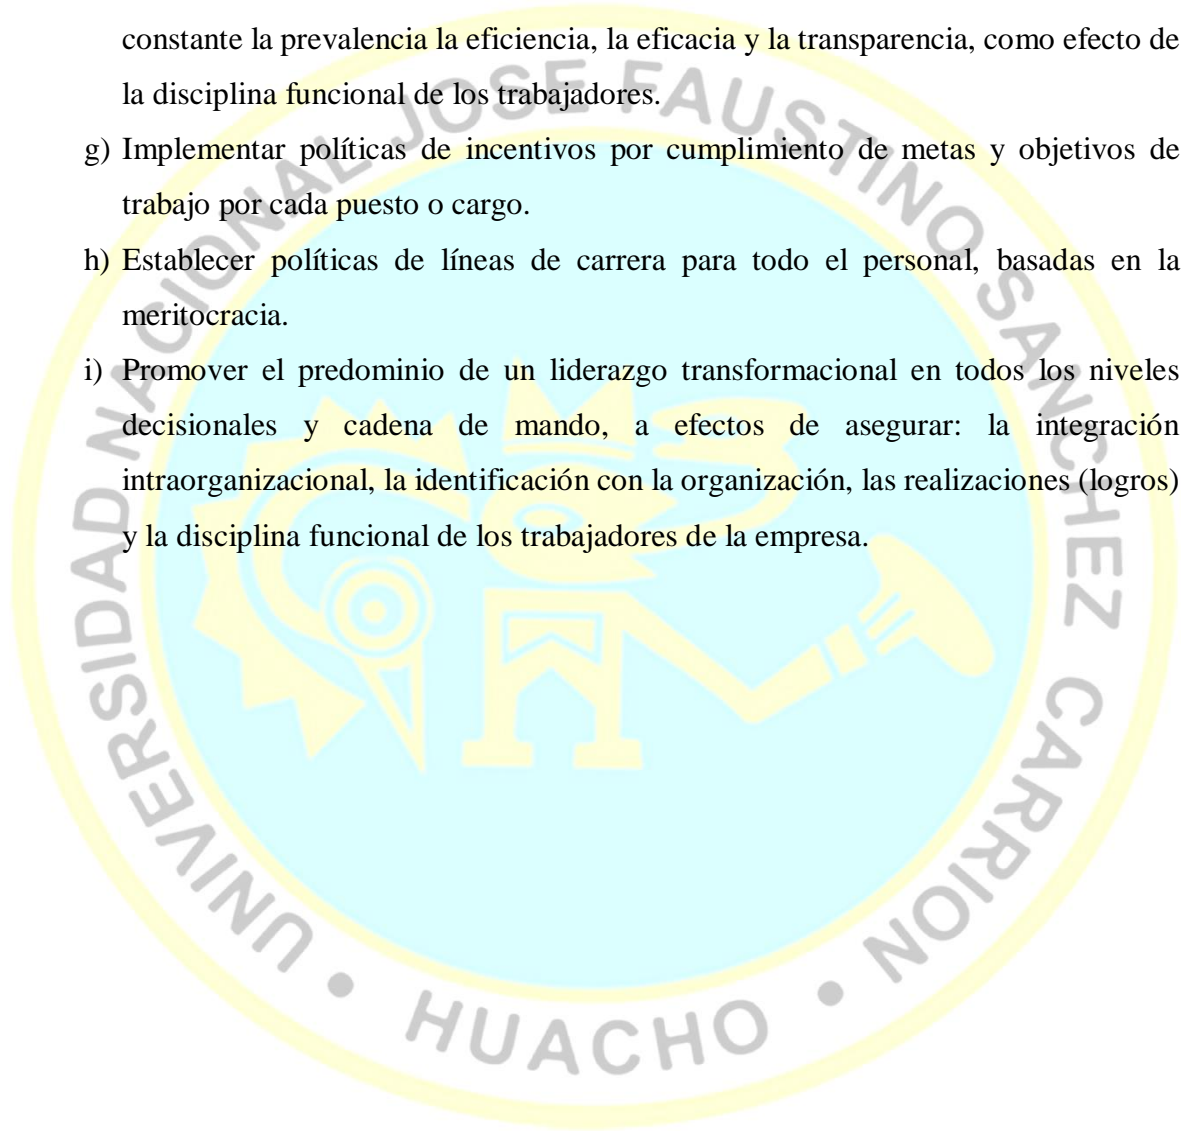 constante la prevalencia la eficiencia, la eficacia y la transparencia, como efecto de
la disciplina funcional de los trabajadores.
g) Implementar políticas de incentivos por cumplimiento de metas y objetivos de
trabajo por cada puesto o cargo.
h) Establecer políticas de líneas de carrera para todo el personal, basadas en la
meritocracia.
i) Promover el predominio de un liderazgo transformacional en todos los niveles
decisionales y cadena de mando, a efectos de asegurar: la integración
intraorganizacional, la identificación con la organización, las realizaciones (logros)
y la disciplina funcional de los trabajadores de la empresa.
UNIVERSIDAD NACIONAL JOSE FAUSTINO SANCHEZ CARRION
• HUACHO •